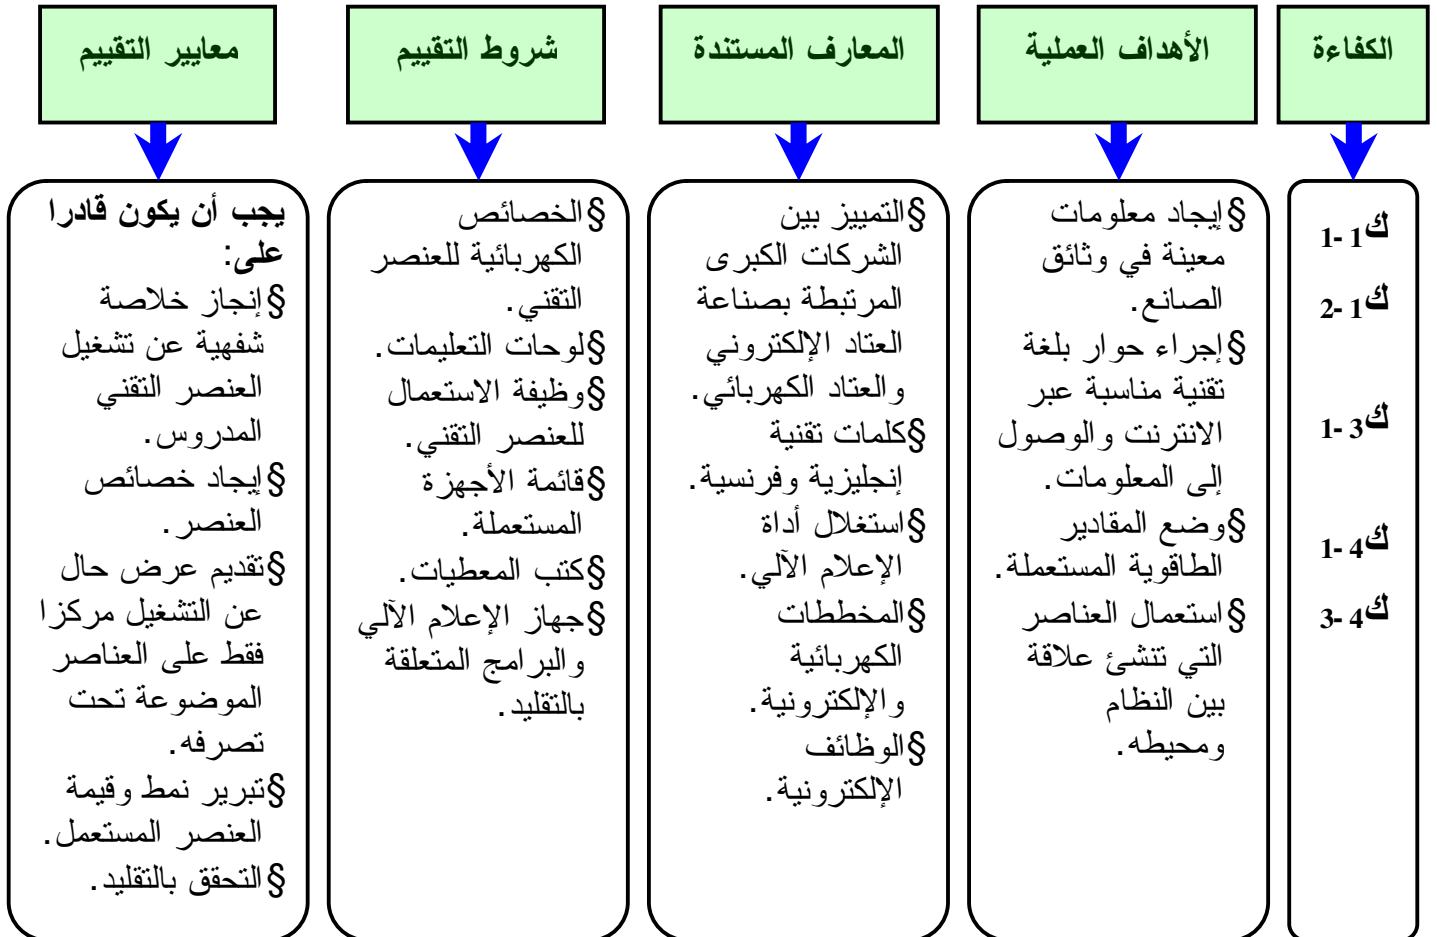 الكفاءة
الأهداف العملية
المعارف المستندة
شروط التقييم
معايير التقييم
ك1 -1
ك1 -2
ك3 -1
ك4 -1
ك4 -3
§إيجاد معلومات
معينة في وثائق
الصانع.
§إجراء حوار بلغة
تقنية مناسبة عبر
الانترنت والوصول
إلى المعلومات.
§وضع المقادير
الطاقوية المستعملة.
§استعمال العناصر
التي تنشئ علاقة
بين النظام
ومحيطه.
§التمييز بين
الشركات الكبرى
المرتبطة بصناعة
العتاد الإلكتروني
والعتاد الكهربائي.
§كلمات تقنية
إنجليزية وفرنسية.
§استغلال أداة
الإعلام الآلي.
§المخططات
الكهربائية
والإلكترونية.
§الوظائف
الإلكترونية.
§الخصائص
الكهربائية للعنصر
التقني.
§لوحات التعليمات.
§وظيفة الاستعمال
للعنصر التقني.
§قائمة الأجهزة
المستعملة.
§كتب المعطيات.
§جهاز الإعلام الآلي
والبرامج المتعلقة
بالتقليد.
يجب أن يكون قادرا
على:
§إنجاز خلاصة
شفهية عن تشغيل
العنصر التقني
المدروس.
§إيجاد خصائص
العنصر.
§تقديم عرض حال
عن التشغيل مركزا
فقط على العناصر
الموضوعة تحت
تصرفه.
§تبرير نمط وقيمة
العنصر المستعمل.
§التحقق بالتقليد.